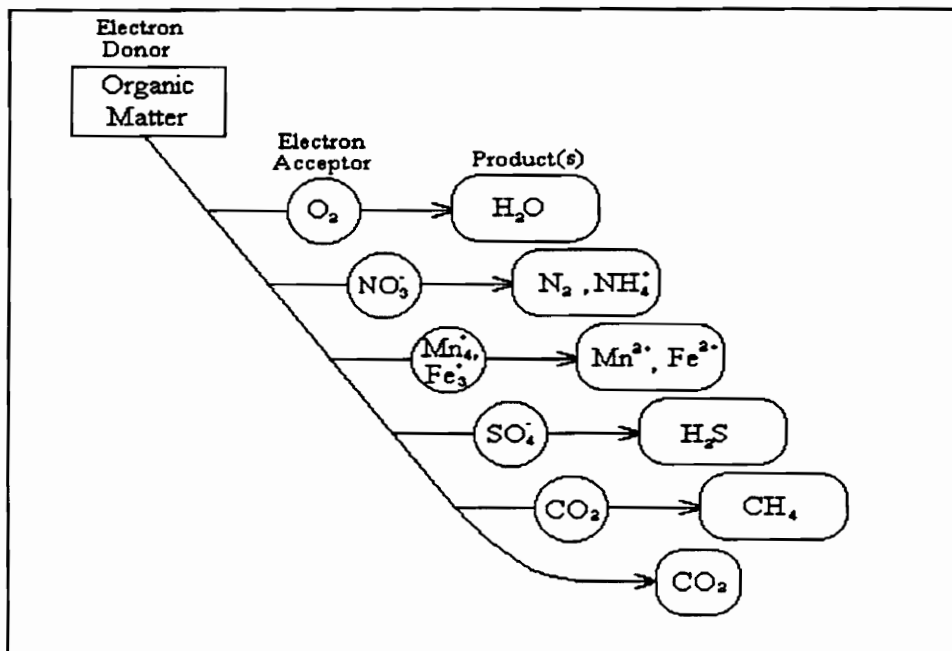 Electron
Donor
Organic
Matter
Electron
Acceptor
Product(s)
O₂
H₂O
NO₃⁻
N₂ , NH₄⁺
Mn₄⁺,
Fe₃⁺
Mn²⁺, Fe²⁺
SO₄⁻
H₂S
CO₂
CH₄
CO₂